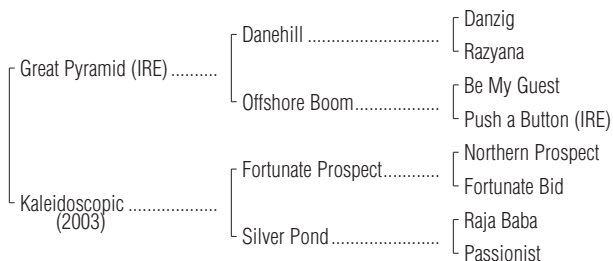 Danzig
Danehill
Razyana
Great Pyramid (IRE)
Be My Guest
Offshore Boom
Push a Button (IRE)
Northern Prospect
Fortunate Prospect
Fortunate Bid
Kaleidoscopic
(2003)
Raja Baba
Silver Pond
Passionist